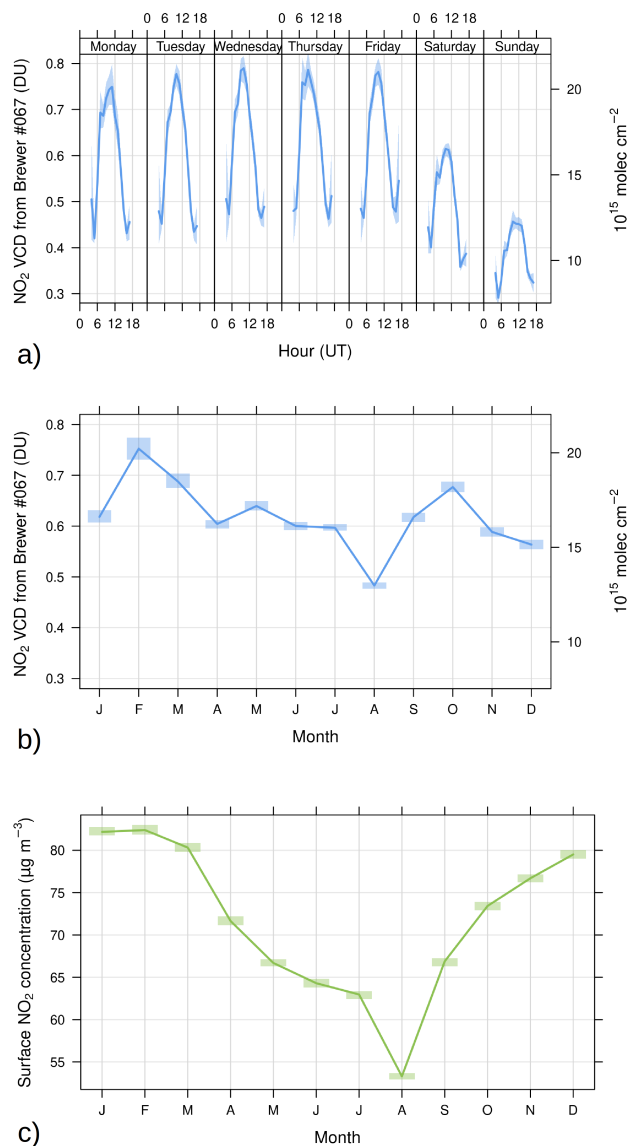 0 6 12 18 0 6 12 18 0 6 12 18
Monday Tuesday Wednesday Thursday Friday Saturday Sunday
NO₂ VCD from Brewer #067 (DU)
0.8
0.7
0.6
0.5
0.4
0.3
20
15
10
10¹⁵ molec cm⁻²
0 6 12 18 0 6 12 18 0 6 12 18 0 6 12 18
Hour (UT)
a)
NO₂ VCD from Brewer #067 (DU)
0.8
0.7
0.6
0.5
0.4
0.3
20
15
10
10¹⁵ molec cm⁻²
J F M A M J J A S O N D
Month
b)
Surface NO₂ concentration (µg m⁻³)
80
75
70
65
60
55
J F M A M J J A S O N D
Month
c)